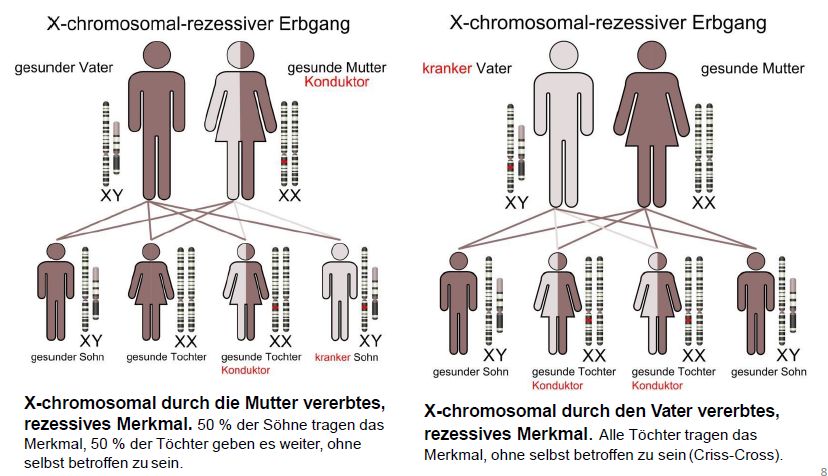 X-chromosomal-rezessiver Erbgang
gesunder Vater
gesunde Mutter
Konduktor
XY
XX
XY
gesunder Sohn
XX
gesunde Tochter
XX
gesunde Tochter
Konduktor
XY
kranker Sohn
X-chromosomal durch die Mutter vererbtes,
rezessives Merkmal. 50 % der Söhne tragen das
Merkmal, 50 % der Töchter geben es weiter, ohne
selbst betroffen zu sein.
X-chromosomal-rezessiver Erbgang
kranker Vater
gesunde Mutter
XY
XX
XY
gesunder Sohn
XX
gesunde Tochter
Konduktor
XX
gesunde Tochter
Konduktor
XY
gesunder Sohn
X-chromosomal durch den Vater vererbtes,
rezessives Merkmal. Alle Töchter tragen das
Merkmal, ohne selbst betroffen zu sein (Criss-Cross).
8